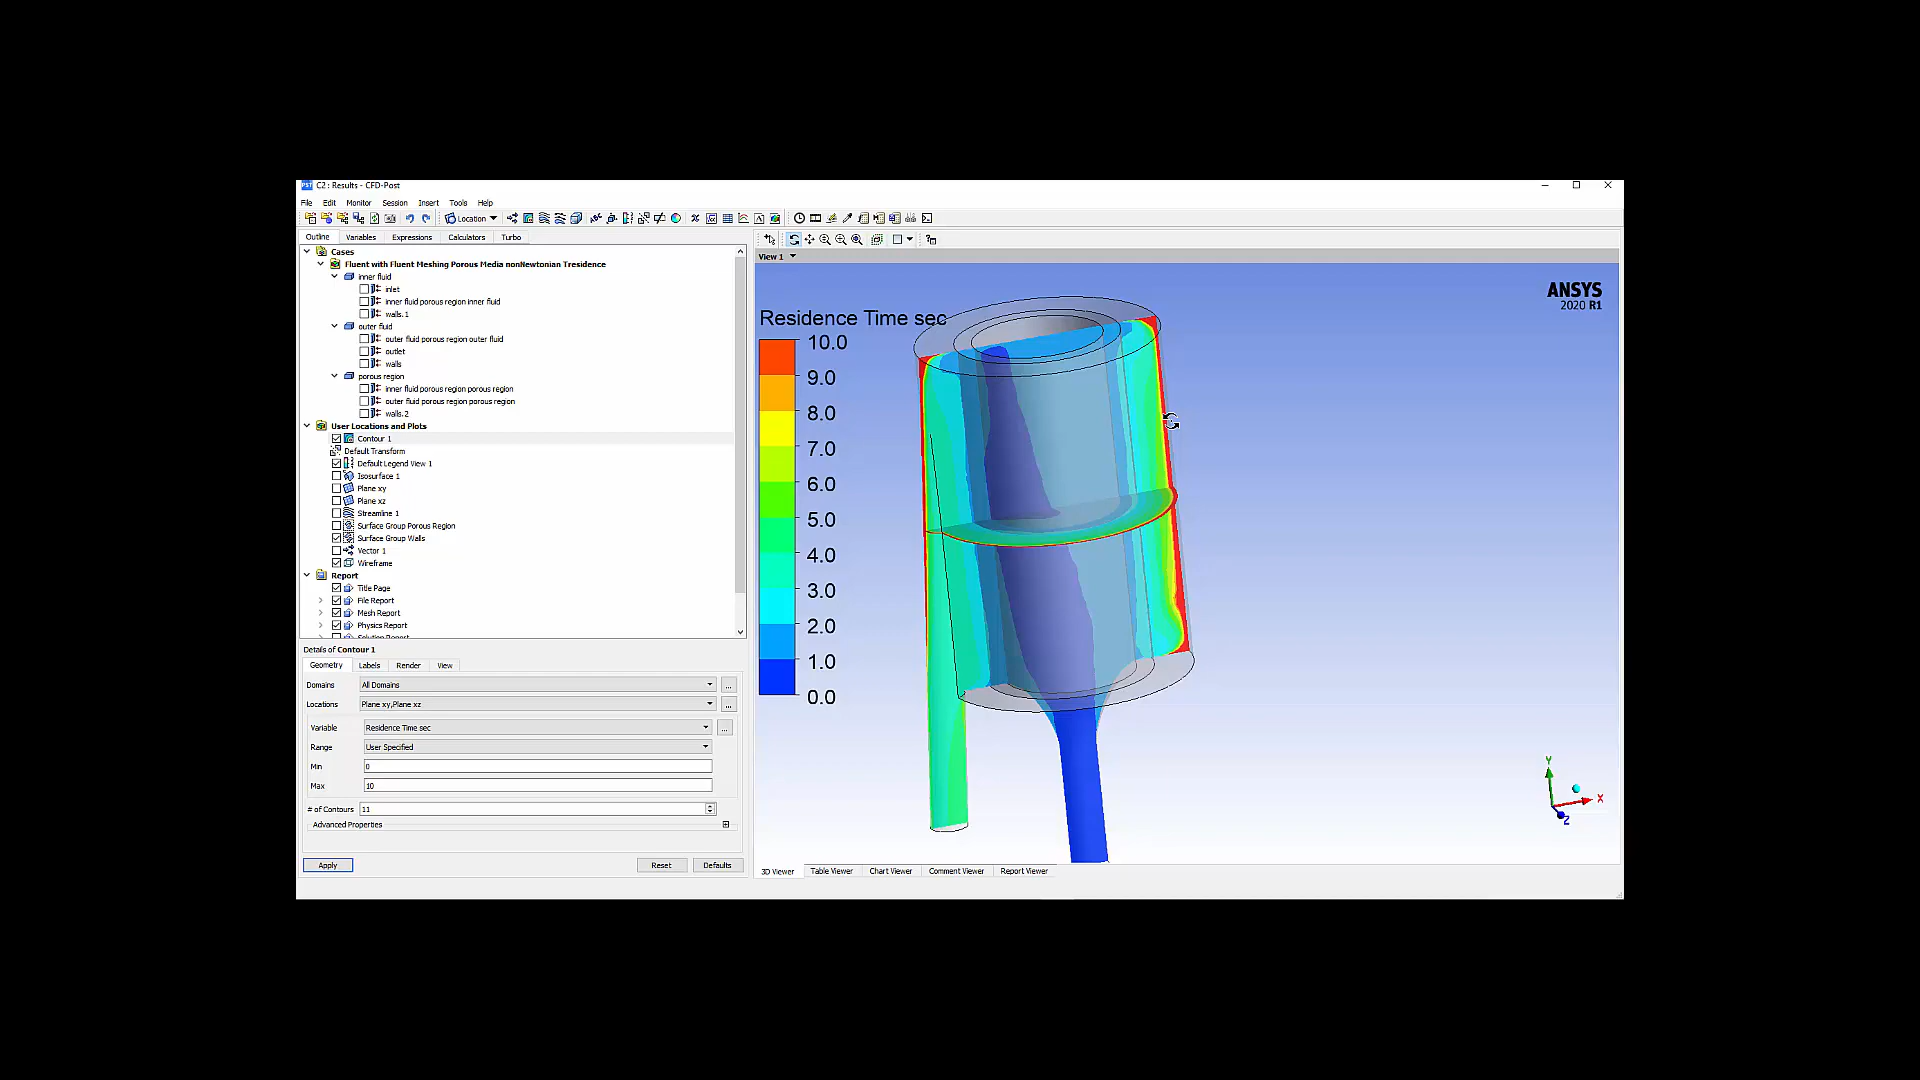 C2 : Results - CFD-Post
File Edit Monitor Session Insert Tools Help
Location
Outline Variables Expressions Calculators Turbo
Cases
Fluent with Fluent Meshing Porous Media nonNewtonian Tresidence
inner fluid
inlet
inner fluid porous region inner fluid
walls.1
outer fluid
outer fluid porous region outer fluid
outlet
walls
porous region
inner fluid porous region porous region
outer fluid porous region porous region
walls.2
User Locations and Plots
Contour 1
Default Transform
Default Legend View 1
Isosurface 1
Plane xy
Plane xz
Streamline 1
Surface Group Porous Region
Surface Group Walls
Vector 1
Wireframe
Report
Title Page
File Report
Mesh Report
Physics Report
Solution Report
Details of Contour 1
Geometry Labels Render View
Domains All Domains ...
Locations Plane xy,Plane xz ...
Variable Residence Time sec ...
Range User Specified
Min 0
Max 10
# of Contours 11
Advanced Properties
Apply Reset Defaults
View 1
ANSYS
2020 R1
Residence Time sec
10.0
9.0
8.0
7.0
6.0
5.0
4.0
3.0
2.0
1.0
0.0
Y
X
Z
3D Viewer Table Viewer Chart Viewer Comment Viewer Report Viewer